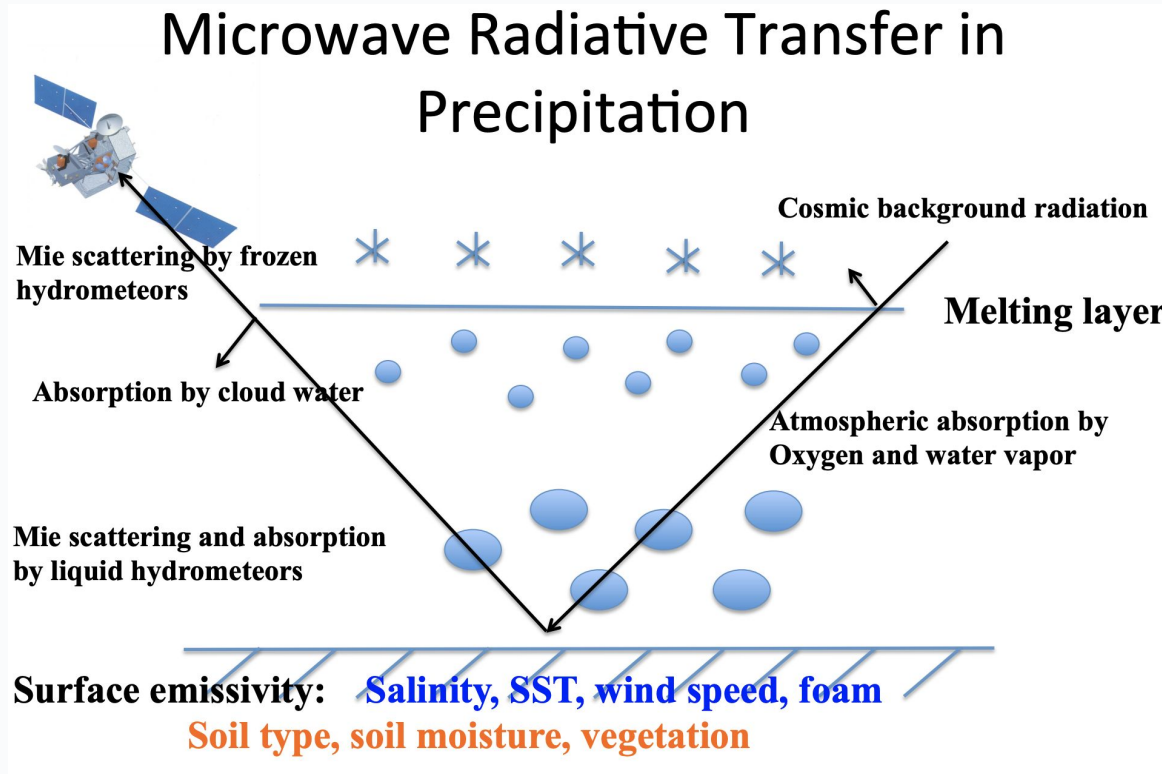 Microwave Radiative Transfer in
Precipitation
Cosmic background radiation
Mie scattering by frozen
hydrometeors
Melting layer
Absorption by cloud water
Atmospheric absorption by
Oxygen and water vapor
Mie scattering and absorption
by liquid hydrometeors
Surface emissivity: Salinity, SST, wind speed, foam
Soil type, soil moisture, vegetation